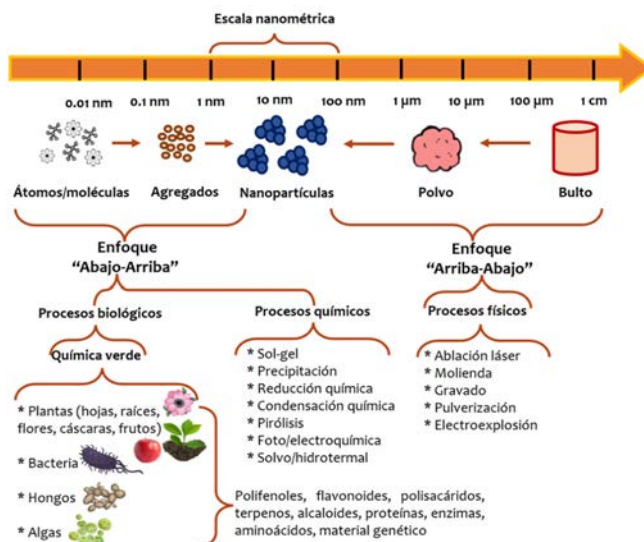 Escala nanométrica
0.01 nm 0.1 nm 1 nm 10 nm 100 nm 1 µm 10 µm 100 µm 1 cm
Átomos/moléculas Agregados Nanopartículas Polvo Bulto
Enfoque
“Abajo-Arriba”
Enfoque
“Arriba-Abajo”
Procesos biológicos
Química verde
* Plantas (hojas, raíces,
flores, cáscaras, frutos)
* Bacteria
* Hongos
* Algas
Polifenoles, flavonoides, polisacáridos,
terpenos, alcaloides, proteínas, enzimas,
aminoácidos, material genético
Procesos químicos
* Sol-gel
* Precipitación
* Reducción química
* Condensación química
* Pirólisis
* Foto/electroquímica
* Solvo/hidrotermal
Procesos físicos
* Ablación láser
* Molienda
* Gravado
* Pulverización
* Electroexplosión